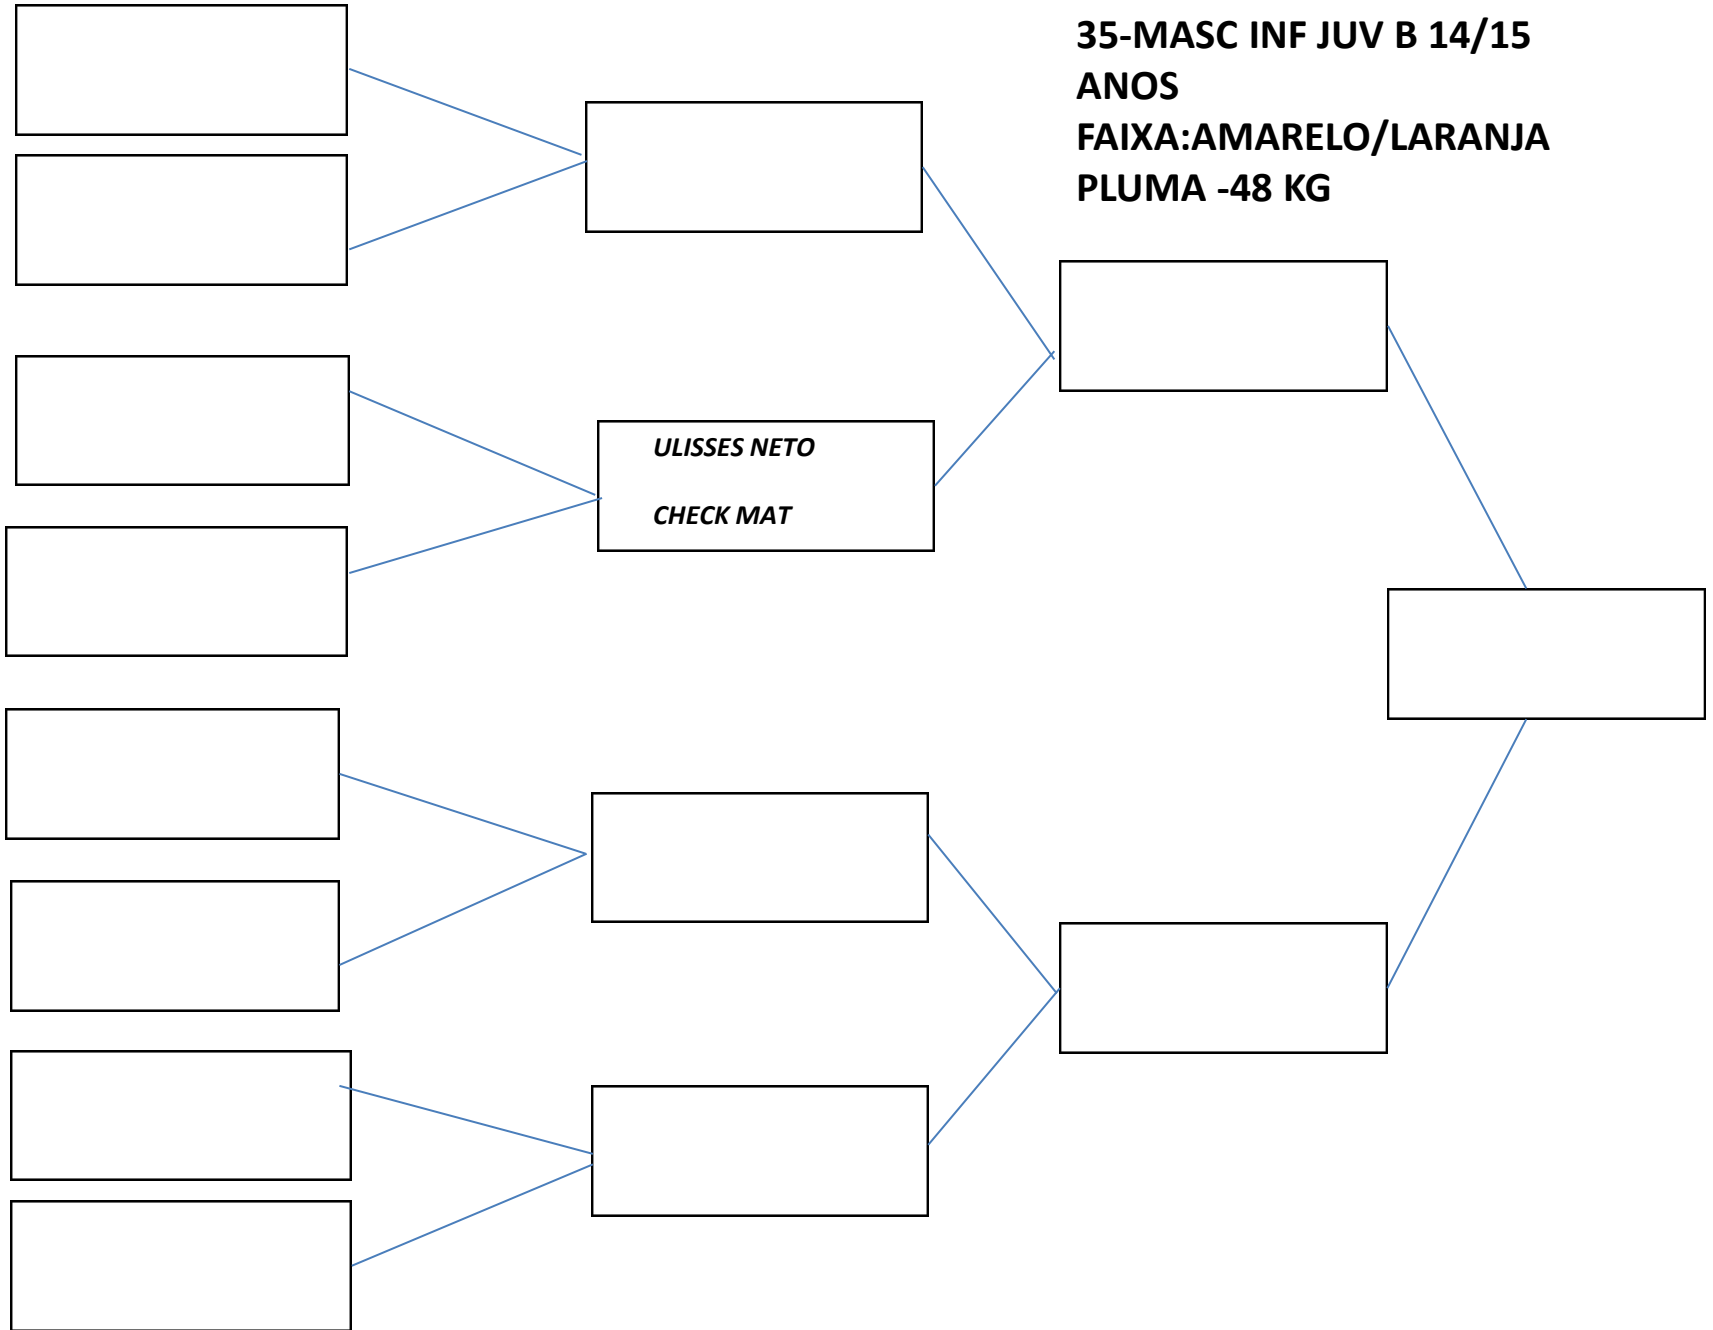 35-MASC INF JUV B 14/15
ANOS
FAIXA:AMARELO/LARANJA
PLUMA -48 KG
ULISSES NETO
CHECK MAT